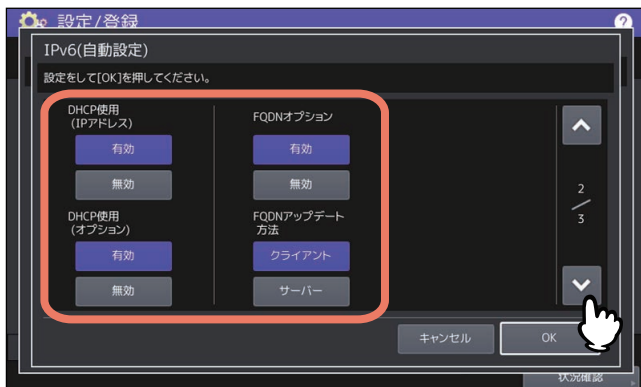 設定/登録
?
IPv6(自動設定)
設定をして[OK]を押してください。
DHCP使用
(IPアドレス)
有効
無効
DHCP使用
(オプション)
有効
無効
FQDNオプション
有効
無効
FQDNアップデート
方法
クライアント
サーバー
2
3
キャンセル
OK
状況確認